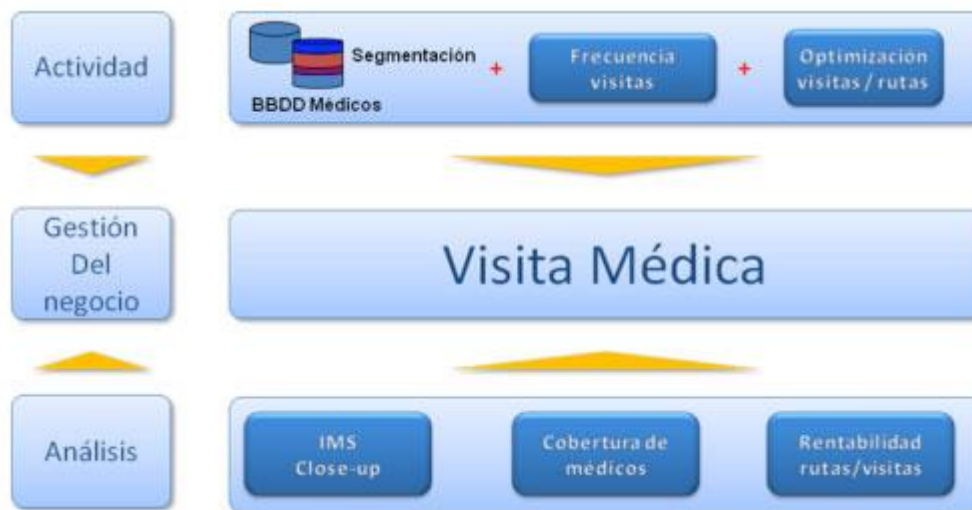 Actividad
Segmentación
BBDD Médicos
+
Frecuencia
visitas
+
Optimización
visitas / rutas
Gestión
Del
negocio
Visita Médica
Análisis
IMS
Close-up
Cobertura de
médicos
Rentabilidad
rutas/visitas